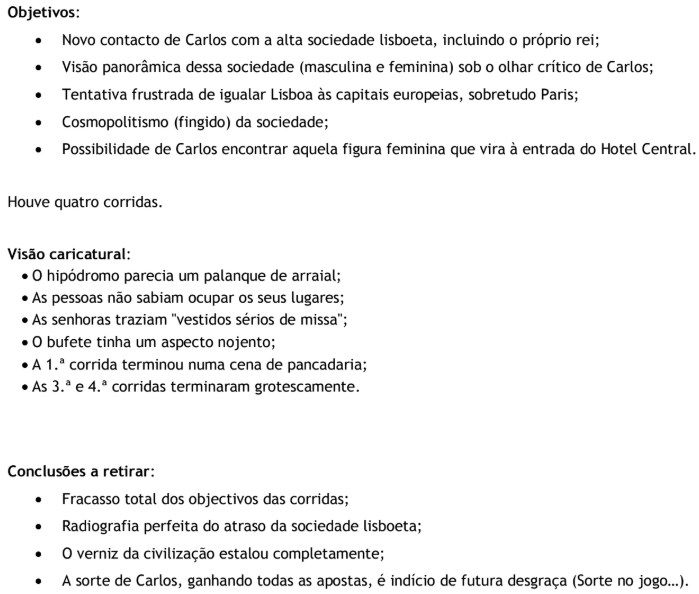 Objetivos:
• Novo contacto de Carlos com a alta sociedade lisboeta, incluindo o próprio rei;
• Visão panorâmica dessa sociedade (masculina e feminina) sob o olhar crítico de Carlos;
• Tentativa frustrada de igualar Lisboa às capitais europeias, sobretudo Paris;
• Cosmopolitismo (fingido) da sociedade;
• Possibilidade de Carlos encontrar aquela figura feminina que vira à entrada do Hotel Central.
Houve quatro corridas.
Visão caricatural:
• O hipódromo parecia um palanque de arraial;
• As pessoas não sabiam ocupar os seus lugares;
• As senhoras traziam "vestidos sérios de missa";
• O bufete tinha um aspecto nojento;
• A 1.ª corrida terminou numa cena de pancadaria;
• As 3.ª e 4.ª corridas terminaram grotescamente.
Conclusões a retirar:
• Fracasso total dos objectivos das corridas;
• Radiografia perfeita do atraso da sociedade lisboeta;
• O verniz da civilização estalou completamente;
• A sorte de Carlos, ganhando todas as apostas, é indício de futura desgraça (Sorte no jogo…).